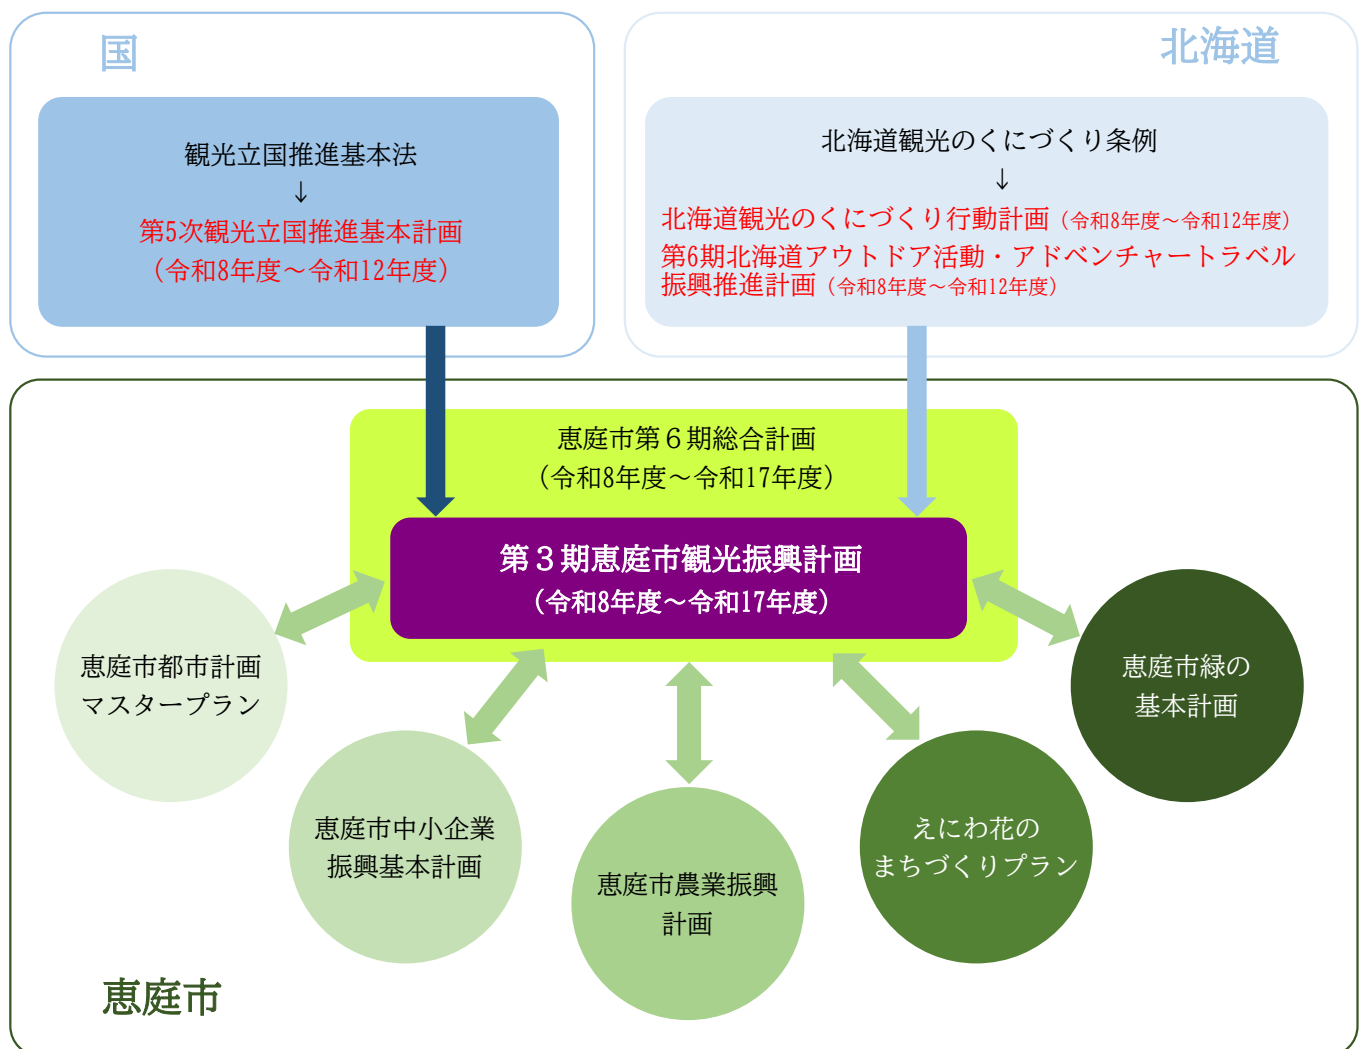 国
観光立国推進基本法
↓
第5次観光立国推進基本計画
(令和8年度～令和12年度)
北海道
北海道観光のくにづくり条例
↓
北海道観光のくにづくり行動計画(令和8年度～令和12年度)
第6期北海道アウトドア活動・アドベンチャートラベル
振興推進計画(令和8年度～令和12年度)
恵庭市第６期総合計画
(令和8年度～令和17年度)
第３期恵庭市観光振興計画
(令和8年度～令和17年度)
恵庭市都市計画
マスタープラン
恵庭市中小企業
振興基本計画
恵庭市農業振興
計画
えにわ花の
まちづくりプラン
恵庭市緑の
基本計画
恵庭市